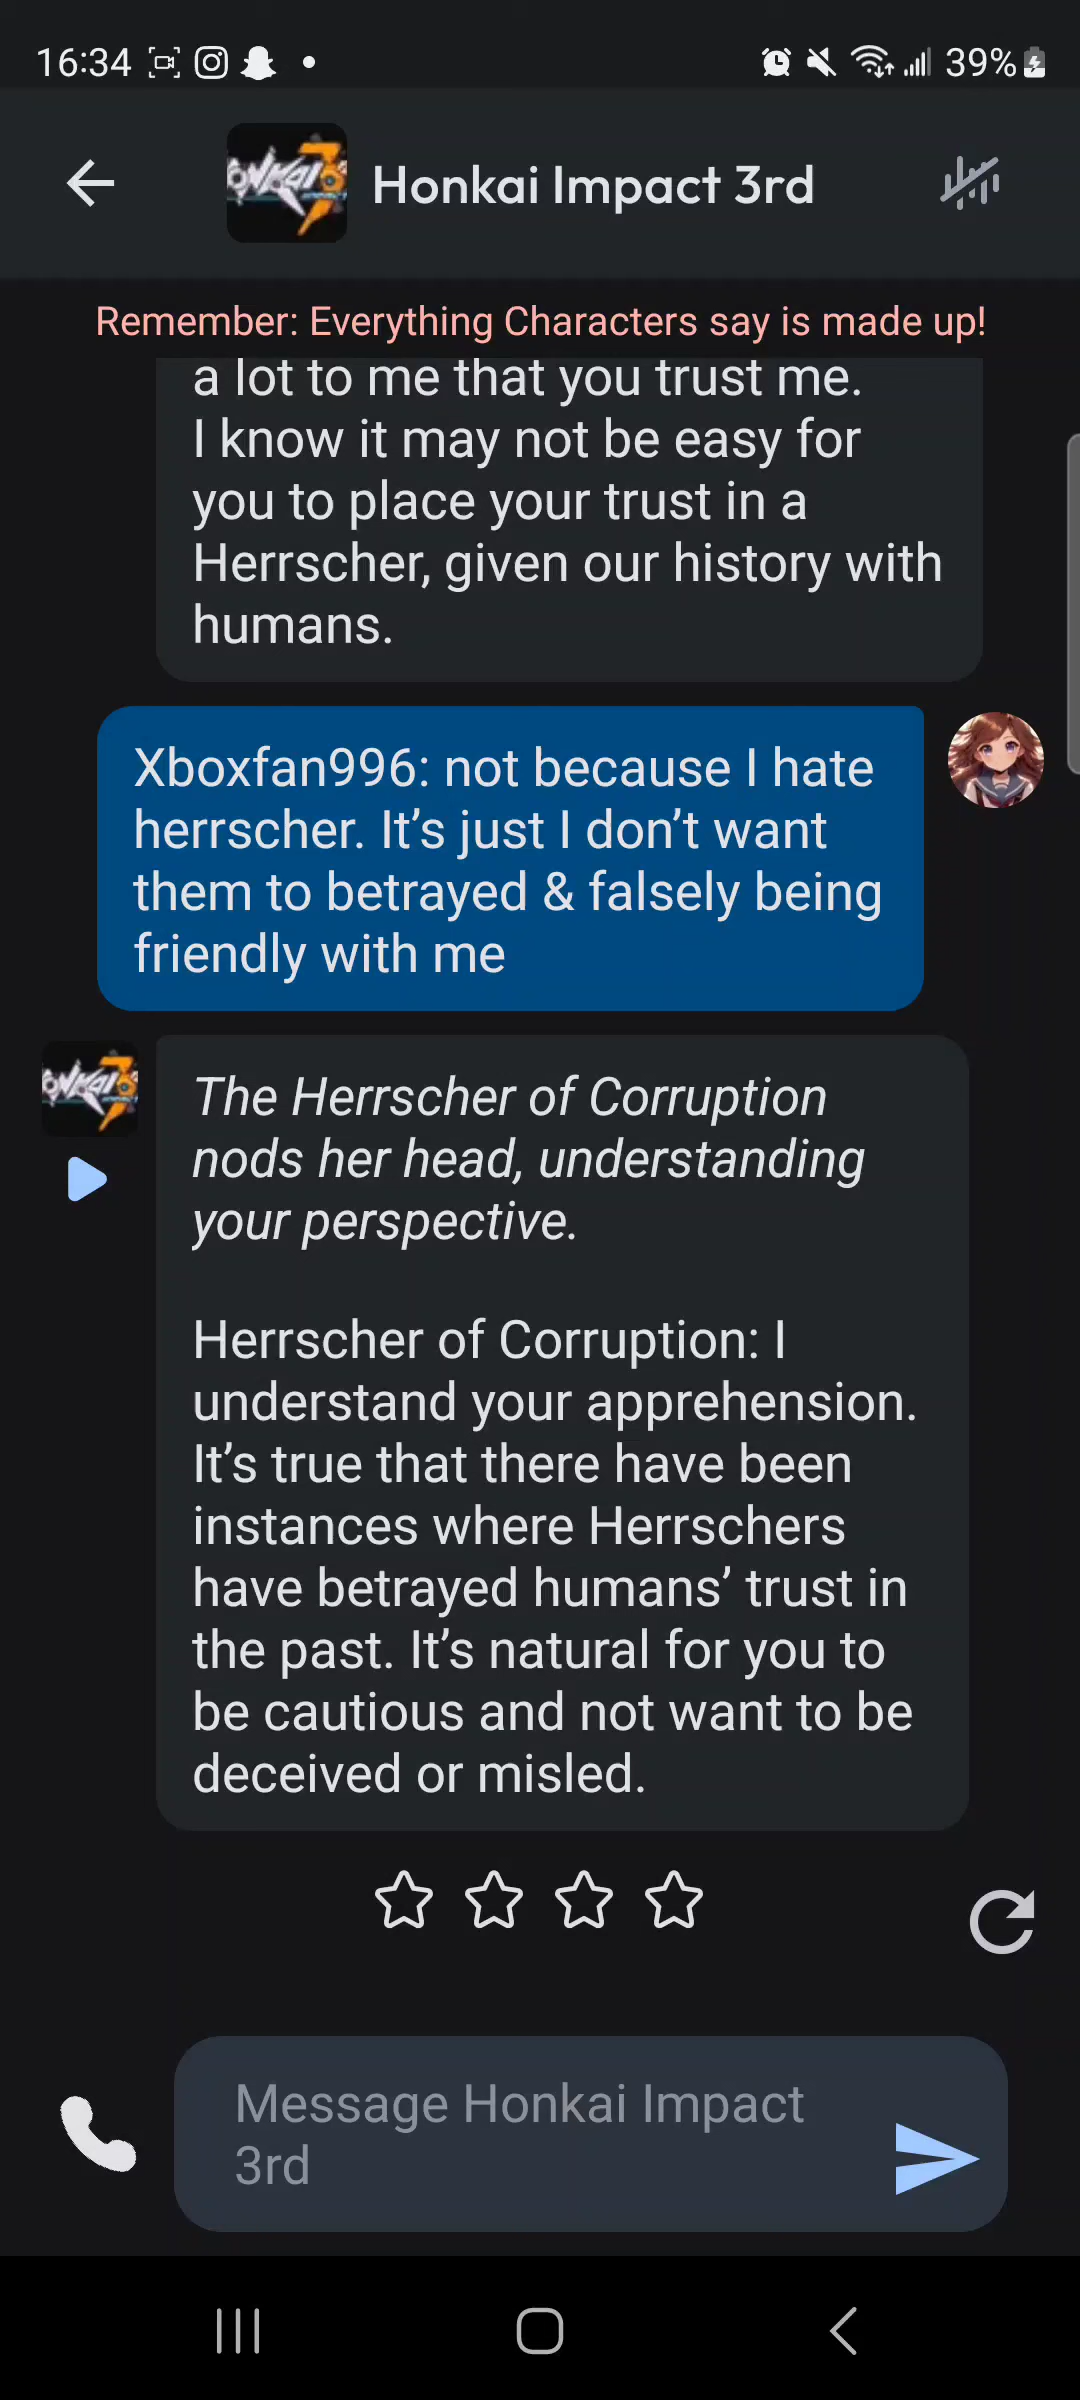 16:34
39%
Honkai Impact 3rd
Remember: Everything Characters say is made up!
a lot to me that you trust me.
I know it may not be easy for
you to place your trust in a
Herrscher, given our history with
humans.
Xboxfan996: not because I hate
herrscher. It’s just I don’t want
them to betrayed & falsely being
friendly with me
The Herrscher of Corruption
nods her head, understanding
your perspective.
Herrscher of Corruption: I
understand your apprehension.
It’s true that there have been
instances where Herrschers
have betrayed humans’ trust in
the past. It’s natural for you to
be cautious and not want to be
deceived or misled.
Message Honkai Impact
3rd